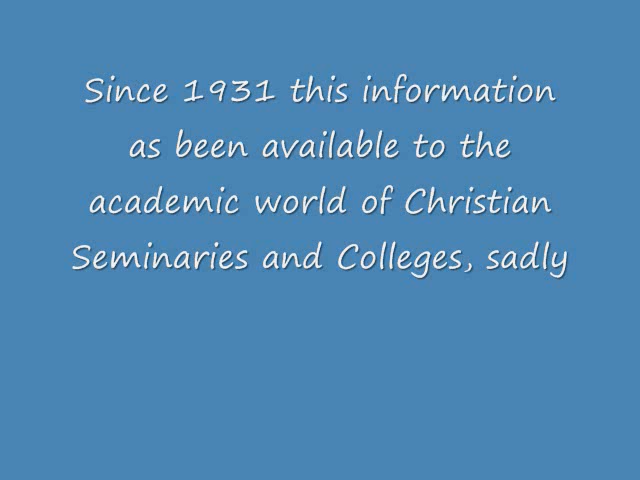 Since 1931 this information
as been available to the
academic world of Christian
Seminaries and Colleges, sadly